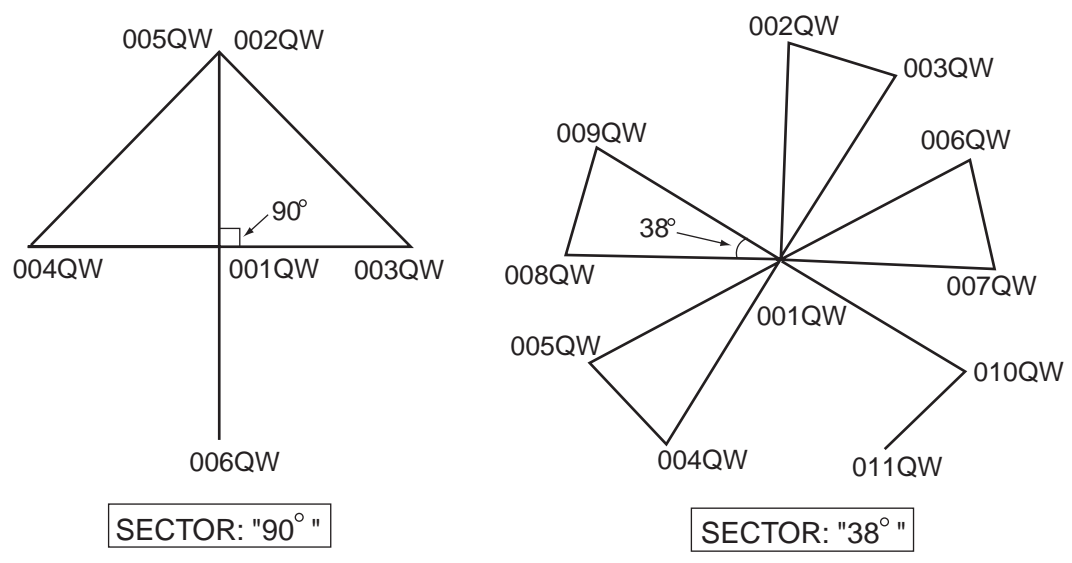 005QW 002QW
90°
004QW 001QW 003QW
006QW
SECTOR: "90° "
002QW
003QW
009QW
006QW
38°
008QW
007QW
001QW
005QW
010QW
004QW
011QW
SECTOR: "38° "